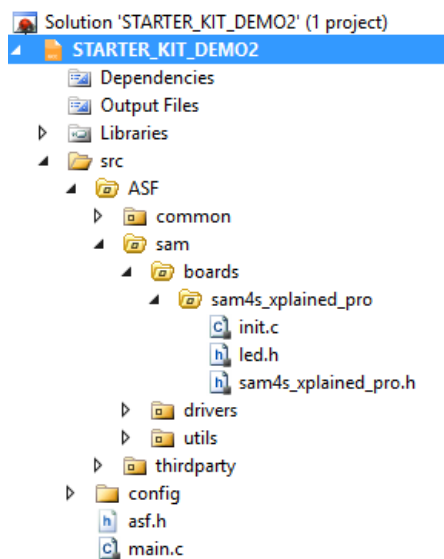 Solution 'STARTER_KIT_DEMO2' (1 project)
STARTER_KIT_DEMO2
Dependencies
Output Files
Libraries
src
ASF
common
sam
boards
sam4s_xplained_pro
init.c
led.h
sam4s_xplained_pro.h
drivers
utils
thirdparty
config
asf.h
main.c